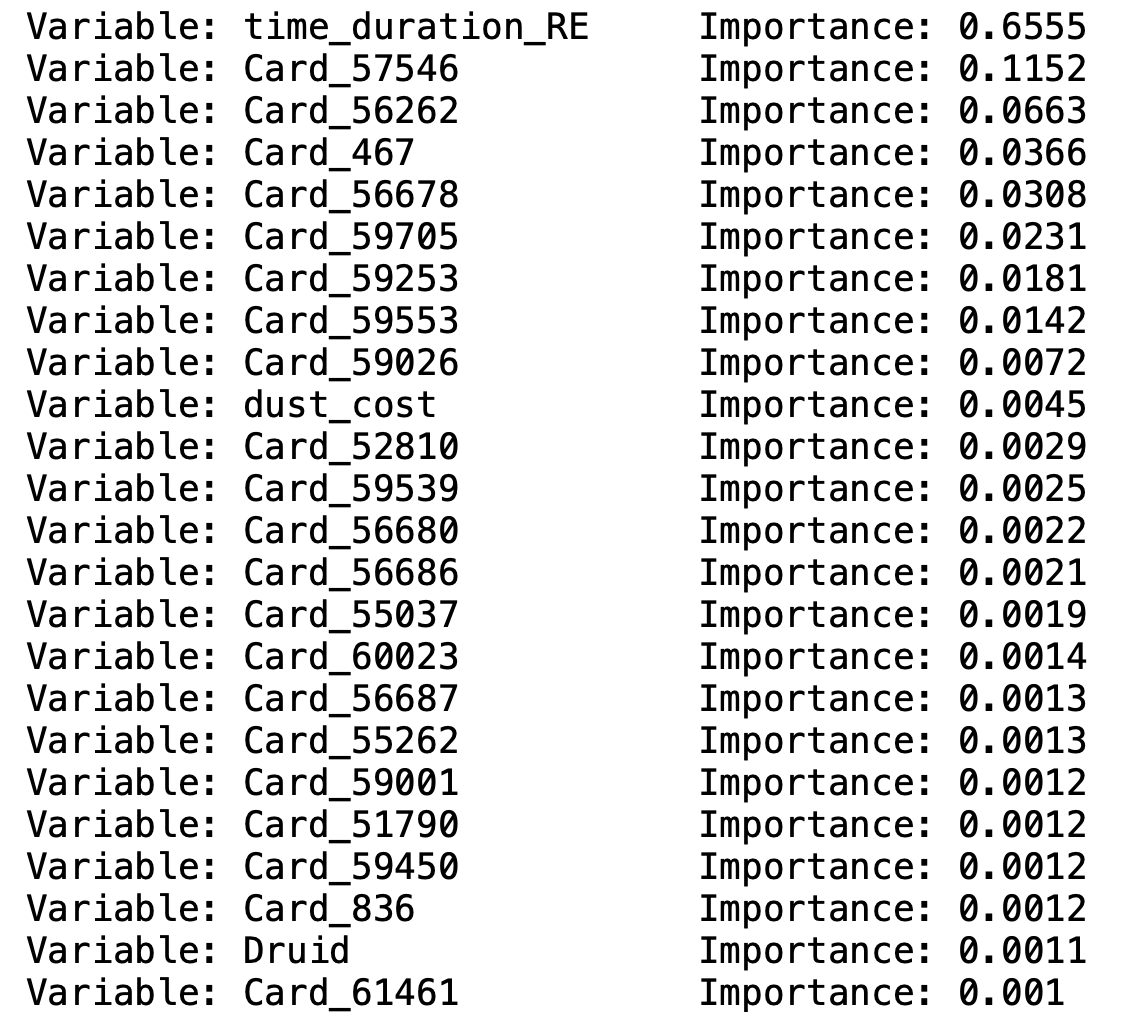 Variable: time_duration_RE Importance: 0.6555
Variable: Card_57546 Importance: 0.1152
Variable: Card_56262 Importance: 0.0663
Variable: Card_467 Importance: 0.0366
Variable: Card_56678 Importance: 0.0308
Variable: Card_59705 Importance: 0.0231
Variable: Card_59253 Importance: 0.0181
Variable: Card_59553 Importance: 0.0142
Variable: Card_59026 Importance: 0.0072
Variable: dust_cost Importance: 0.0045
Variable: Card_52810 Importance: 0.0029
Variable: Card_59539 Importance: 0.0025
Variable: Card_56680 Importance: 0.0022
Variable: Card_56686 Importance: 0.0021
Variable: Card_55037 Importance: 0.0019
Variable: Card_60023 Importance: 0.0014
Variable: Card_56687 Importance: 0.0013
Variable: Card_55262 Importance: 0.0013
Variable: Card_59001 Importance: 0.0012
Variable: Card_51790 Importance: 0.0012
Variable: Card_59450 Importance: 0.0012
Variable: Card_836 Importance: 0.0012
Variable: Druid Importance: 0.0011
Variable: Card_61461 Importance: 0.001